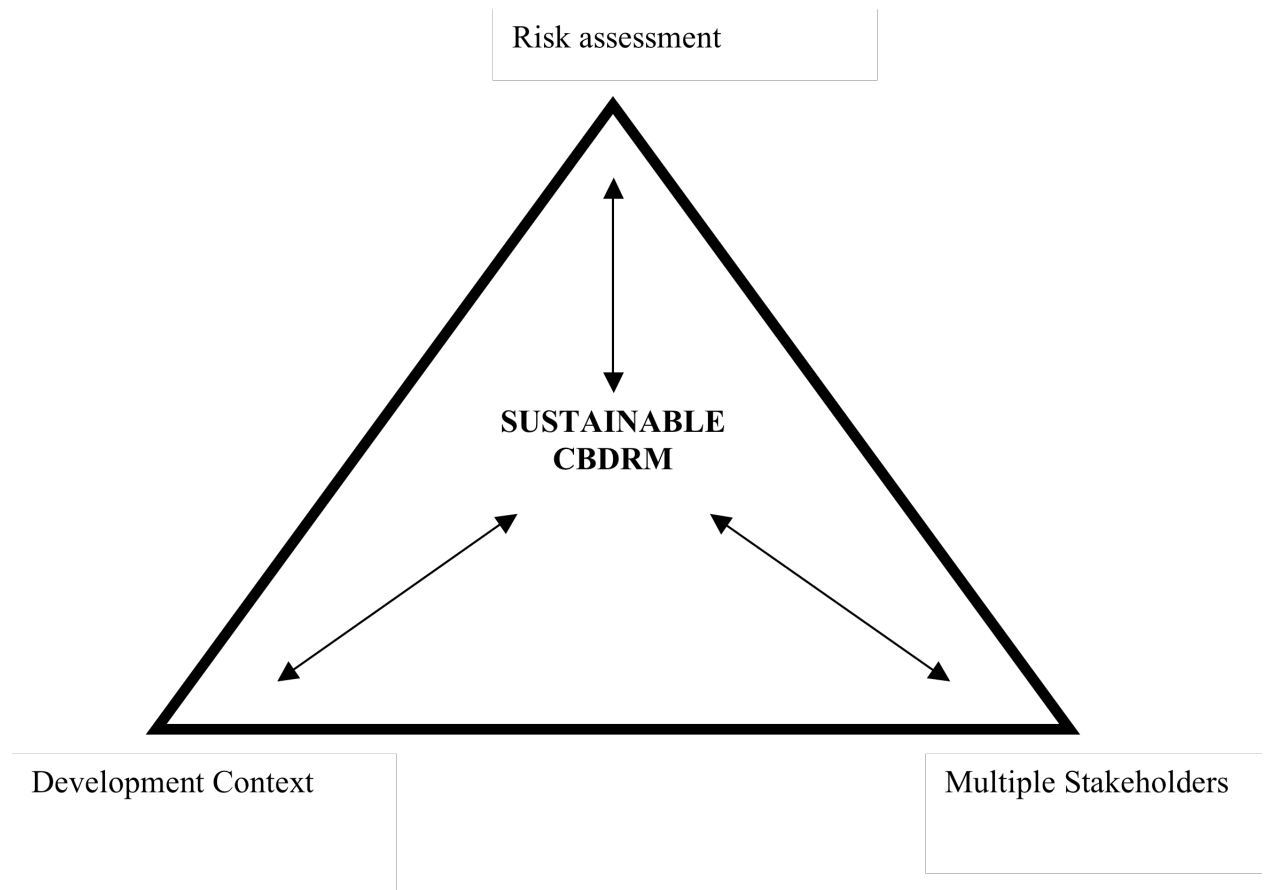 Risk assessment
SUSTAINABLE
CBDRM
Development Context
Multiple Stakeholders